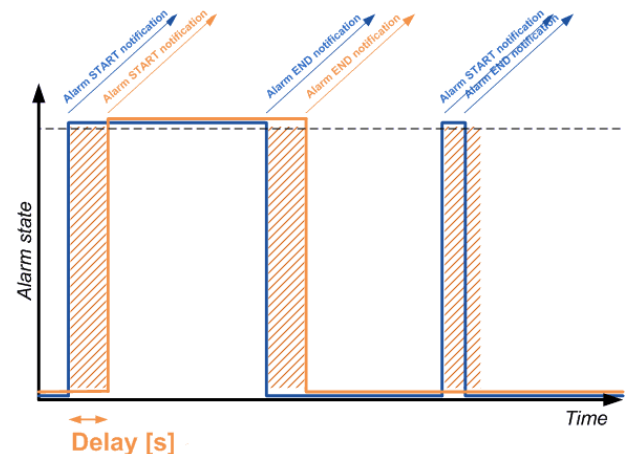 Alarm START notification
Alarm START notification
Alarm END notification
Alarm END notification
Alarm START notification
Alarm END notification
Alarm state
Time
Delay [s]